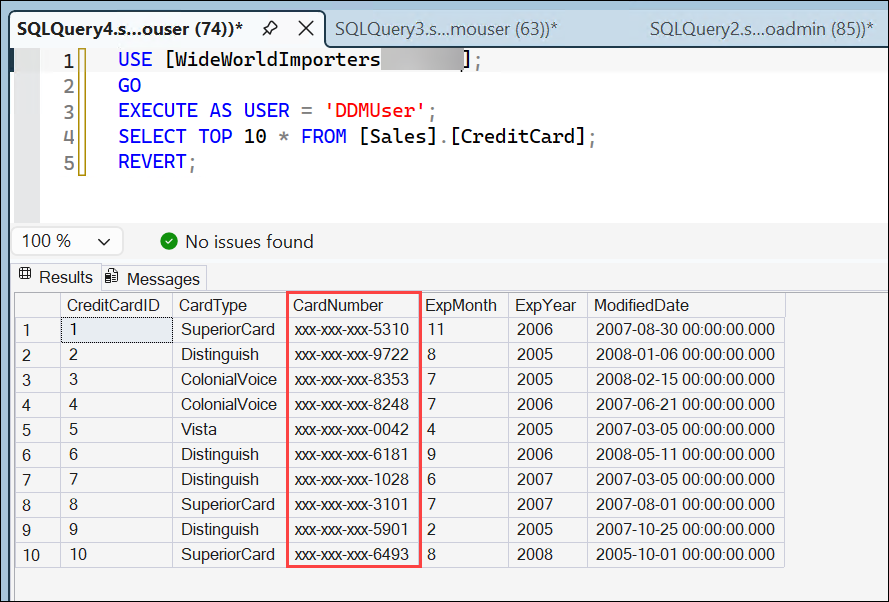 SQLQuery4.s...ouser (74))* SQLQuery3.s...mouser (63))* SQLQuery2.s...oadmin (85))*
1 USE [WideWorldImporters ];
2 GO
3 EXECUTE AS USER = 'DDMUser';
4 SELECT TOP 10 * FROM [Sales].[CreditCard];
5 REVERT;
100 % No issues found
Results Messages
CreditCardID CardType CardNumber ExpMonth ExpYear ModifiedDate
1 1 SuperiorCard xxx-xxx-xxx-5310 11 2006 2007-08-30 00:00:00.000
2 2 Distinguish xxx-xxx-xxx-9722 8 2005 2008-01-06 00:00:00.000
3 3 ColonialVoice xxx-xxx-xxx-8353 7 2005 2008-02-15 00:00:00.000
4 4 ColonialVoice xxx-xxx-xxx-8248 7 2006 2007-06-21 00:00:00.000
5 5 Vista xxx-xxx-xxx-0042 4 2005 2007-03-05 00:00:00.000
6 6 Distinguish xxx-xxx-xxx-6181 9 2006 2008-05-11 00:00:00.000
7 7 Distinguish xxx-xxx-xxx-1028 6 2007 2007-03-05 00:00:00.000
8 8 SuperiorCard xxx-xxx-xxx-3101 7 2007 2007-08-01 00:00:00.000
9 9 Distinguish xxx-xxx-xxx-5901 2 2005 2007-10-25 00:00:00.000
10 10 SuperiorCard xxx-xxx-xxx-6493 8 2008 2005-10-01 00:00:00.000